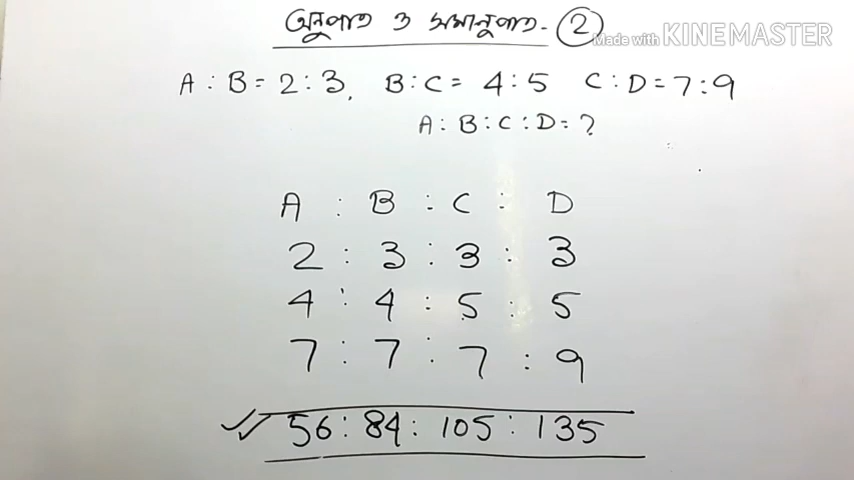 অনুপাত ও সমানুপাত- 2
Made with KINEMASTER
A : B = 2 : 3, B : C = 4 : 5 C : D = 7 : 9
A : B : C : D = ?
A : B : C : D
2 : 3 : 3 : 3
4 : 4 : 5 : 5
7 : 7 : 7 : 9
56 : 84 : 105 : 135